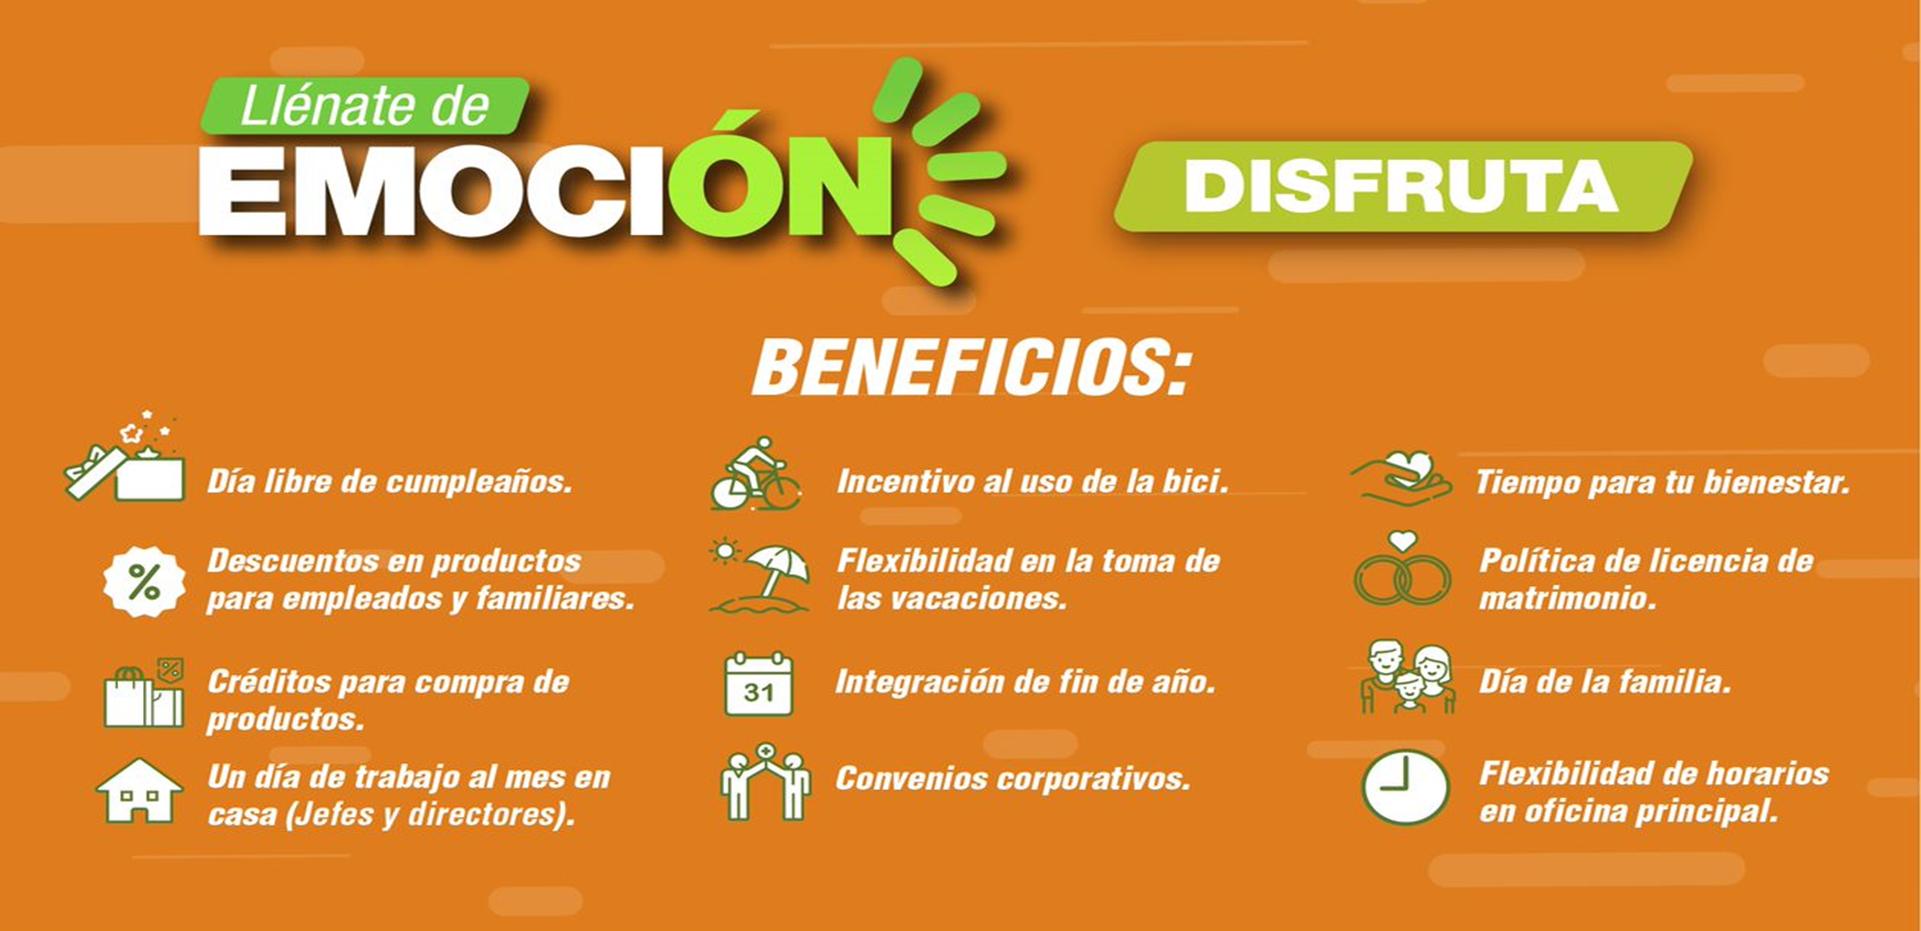 Llénate de
EMOCIÓN
DISFRUTA
BENEFICIOS:
Día libre de cumpleaños.
Descuentos en productos
para empleados y familiares.
%
Créditos para compra de
productos.
%
Un día de trabajo al mes en
casa (Jefes y directores).
Incentivo al uso de la bici.
Flexibilidad en la toma de
las vacaciones.
31
Integración de fin de año.
Convenios corporativos.
Tiempo para tu bienestar.
Política de licencia de
matrimonio.
Día de la familia.
Flexibilidad de horarios
en oficina principal.